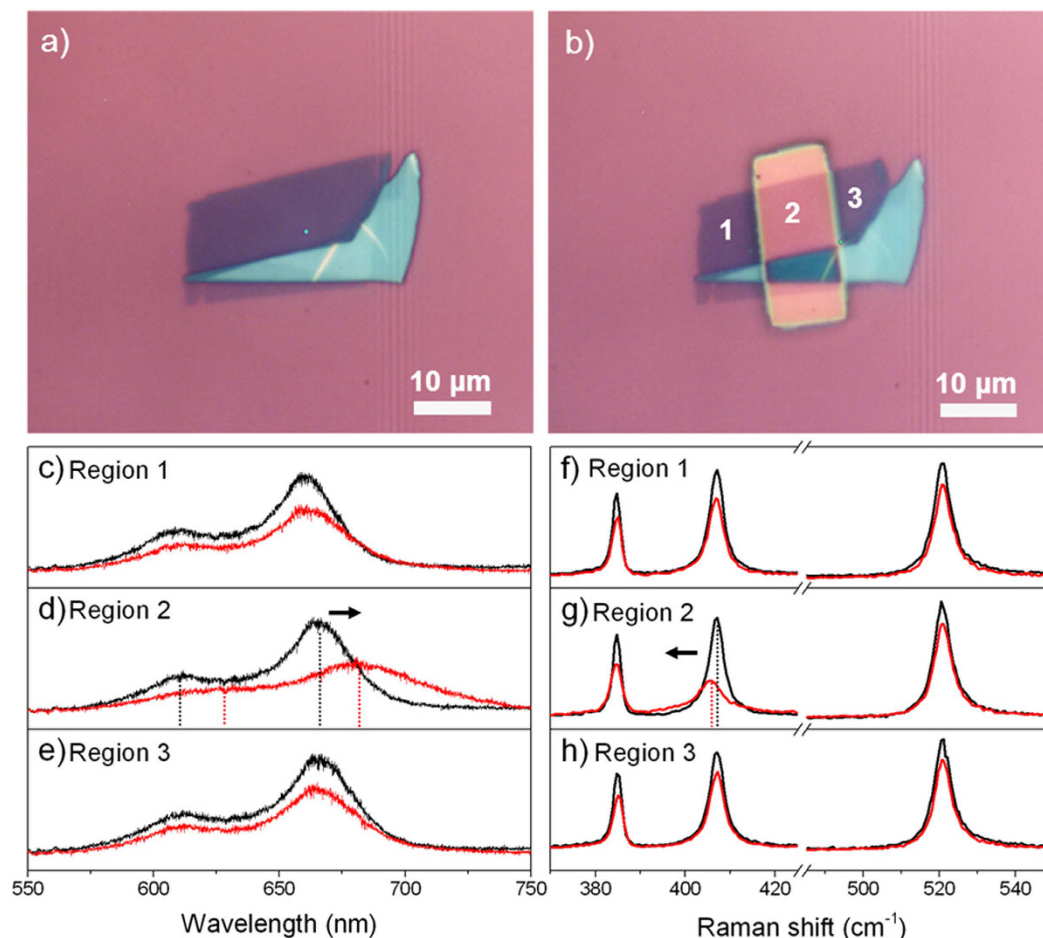 a)
10 µm
b)
1
2
3
10 µm
c) Region 1
d) Region 2
e) Region 3
550
600
650
700
750
Wavelength (nm)
f) Region 1
g) Region 2
h) Region 3
380
400
420
500
520
540
Raman shift (cm⁻¹)